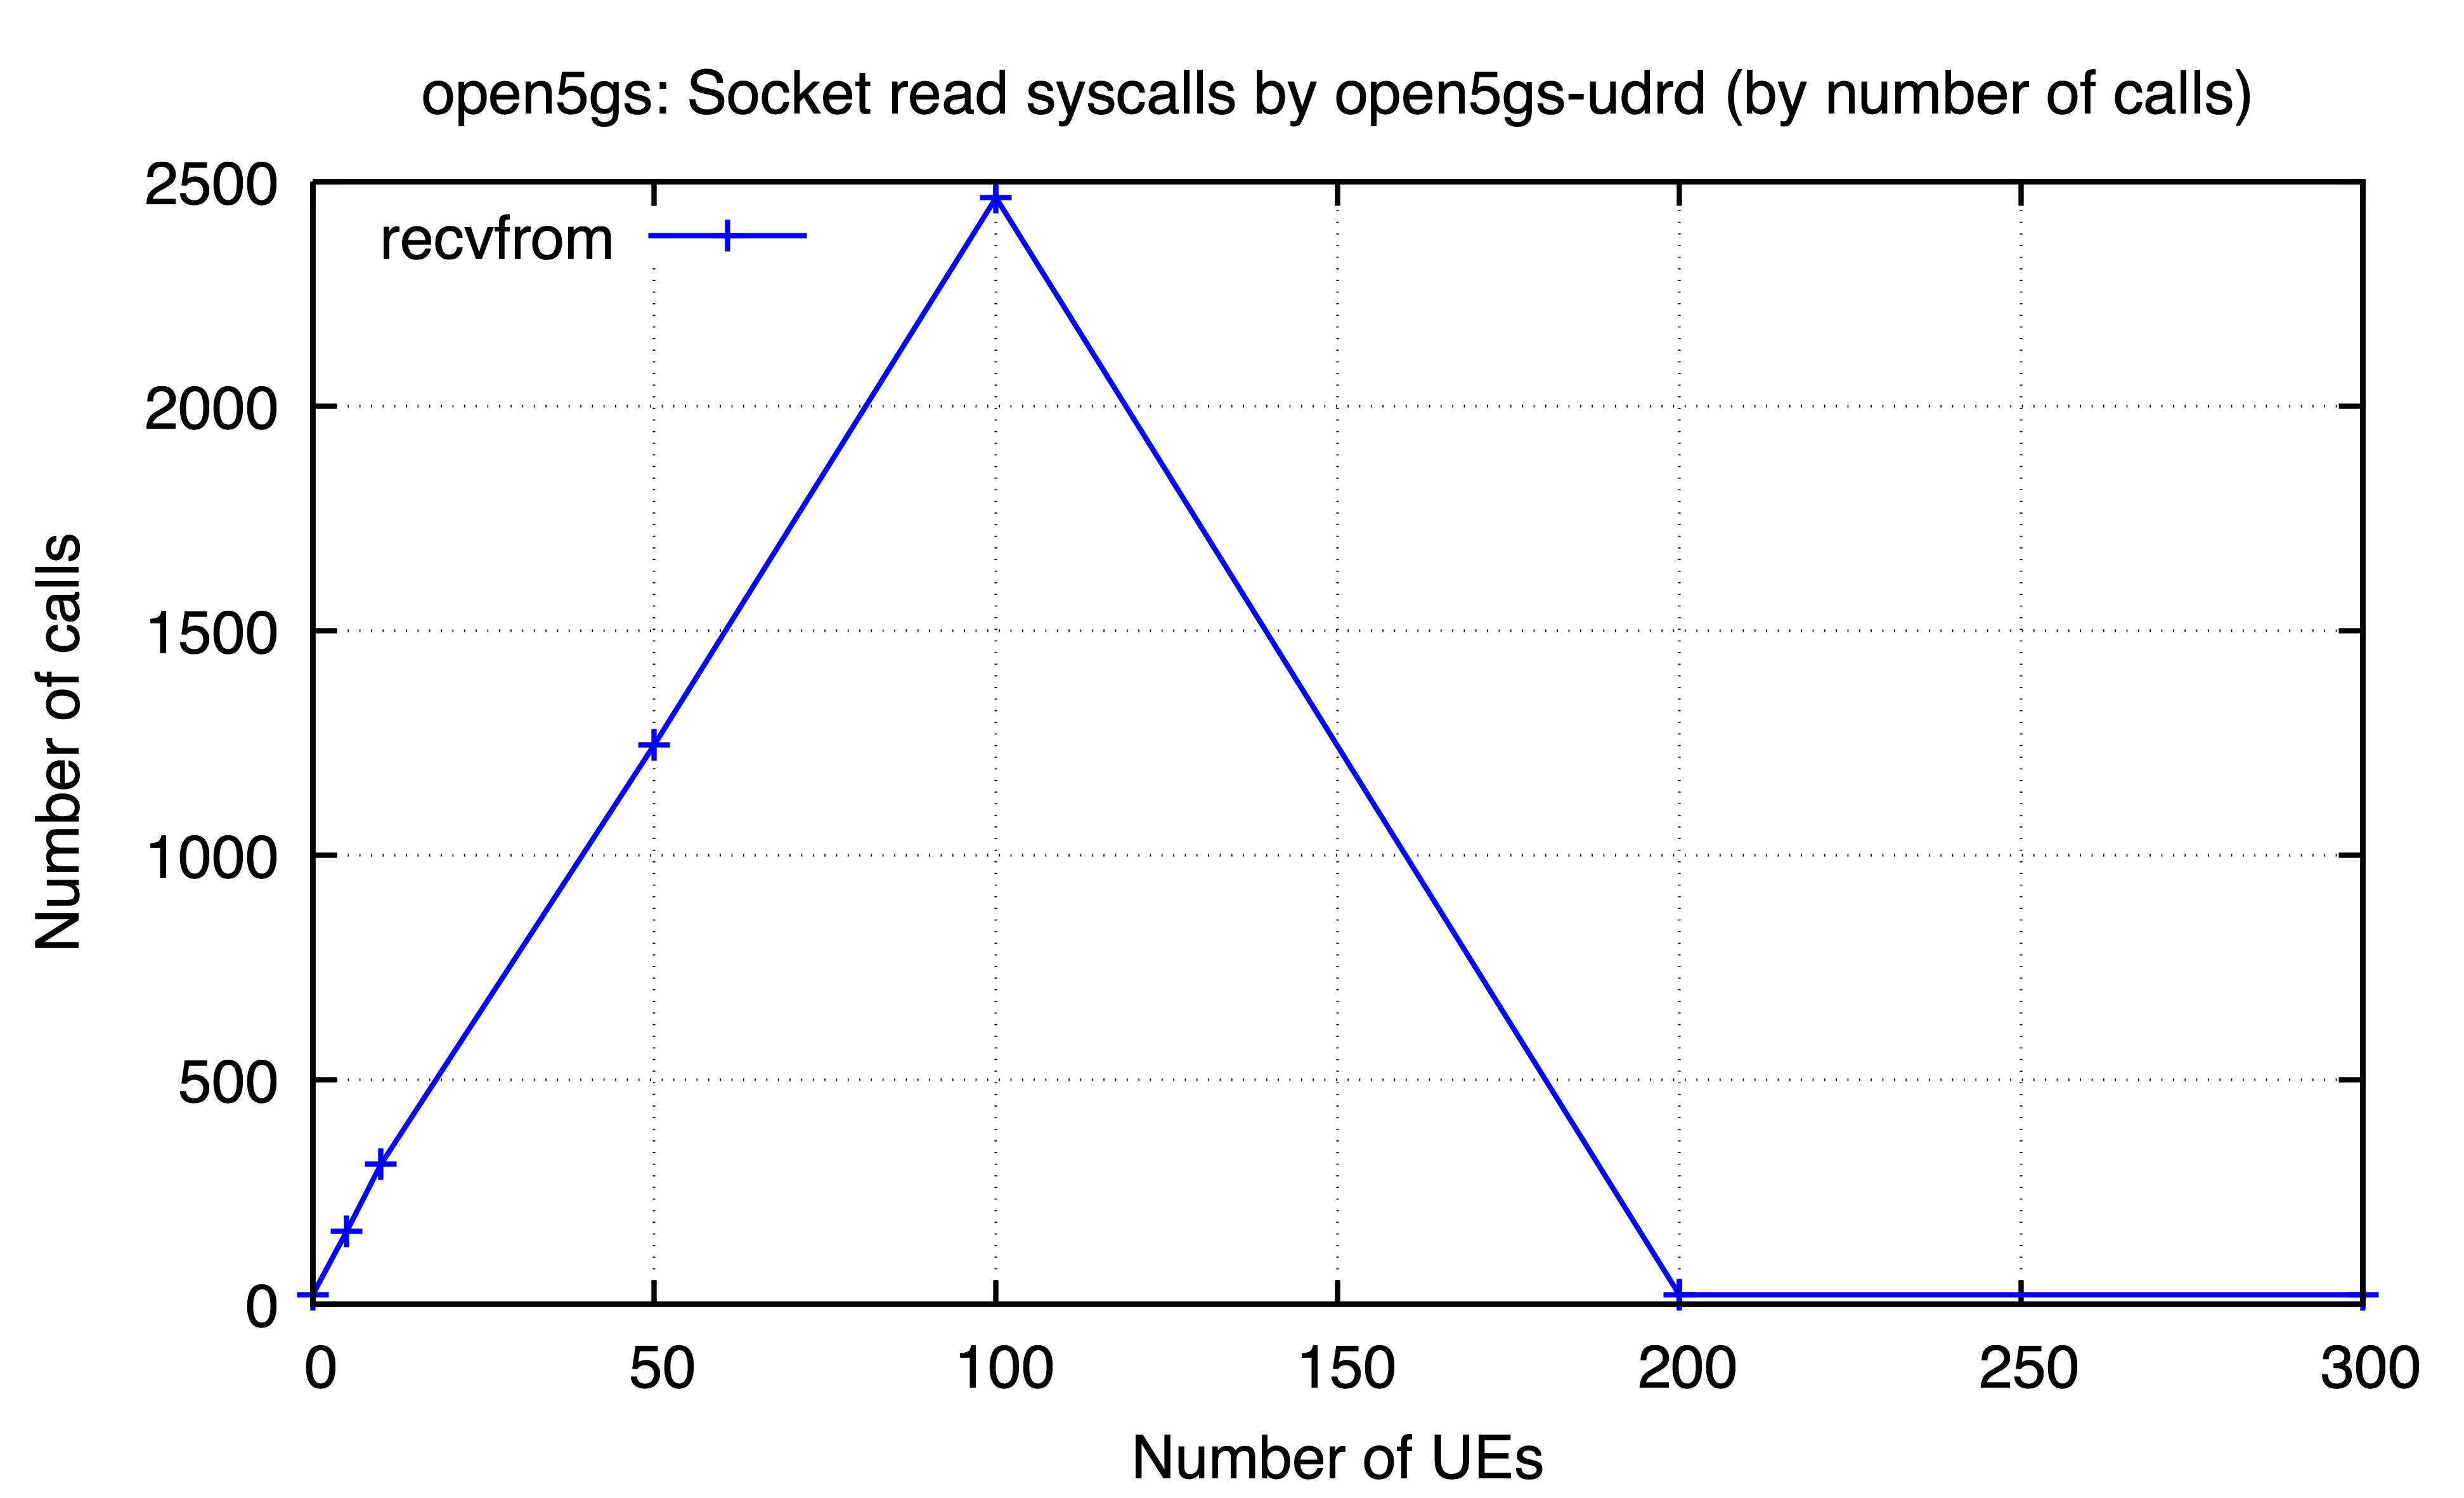 open5gs: Socket read syscalls by open5gs-udrd (by number of calls)
2500
2000
1500
1000
500
0
Number of calls
recvfrom
0 50 100 150 200 250 300
Number of UEs